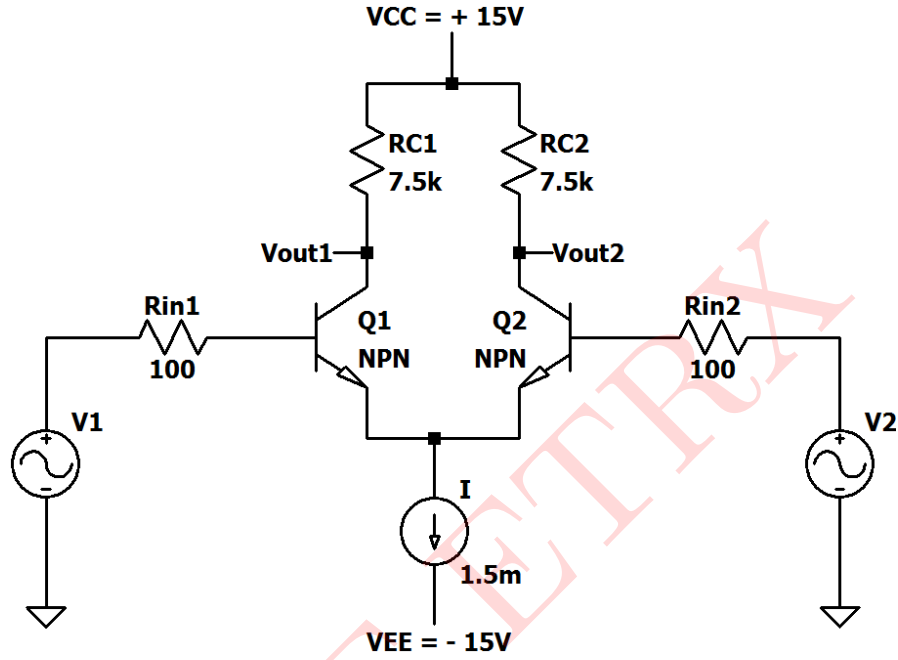 VCC = + 15V
RC1
7.5k
RC2
7.5k
Vout1
Vout2
Rin1
100
Q1
NPN
Q2
NPN
Rin2
100
V1
V2
I
1.5m
VEE = - 15V
ETRX